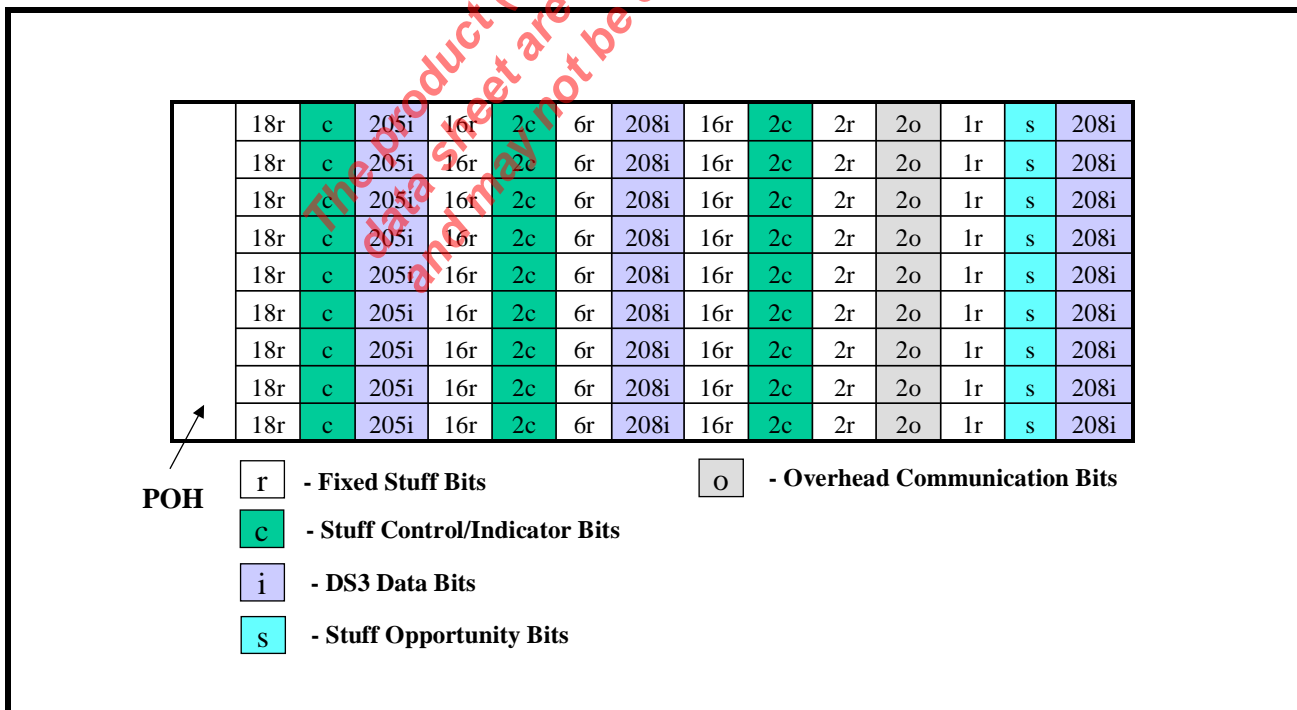 The product
data sheet are
and may not be
18r c 205i 16r 2c 6r 208i 16r 2c 2r 2o 1r s 208i
18r c 205i 16r 2c 6r 208i 16r 2c 2r 2o 1r s 208i
18r c 205i 16r 2c 6r 208i 16r 2c 2r 2o 1r s 208i
18r c 205i 16r 2c 6r 208i 16r 2c 2r 2o 1r s 208i
18r c 205i 16r 2c 6r 208i 16r 2c 2r 2o 1r s 208i
18r c 205i 16r 2c 6r 208i 16r 2c 2r 2o 1r s 208i
18r c 205i 16r 2c 6r 208i 16r 2c 2r 2o 1r s 208i
18r c 205i 16r 2c 6r 208i 16r 2c 2r 2o 1r s 208i
18r c 205i 16r 2c 6r 208i 16r 2c 2r 2o 1r s 208i
POH
r - Fixed Stuff Bits
o - Overhead Communication Bits
c - Stuff Control/Indicator Bits
i - DS3 Data Bits
s - Stuff Opportunity Bits